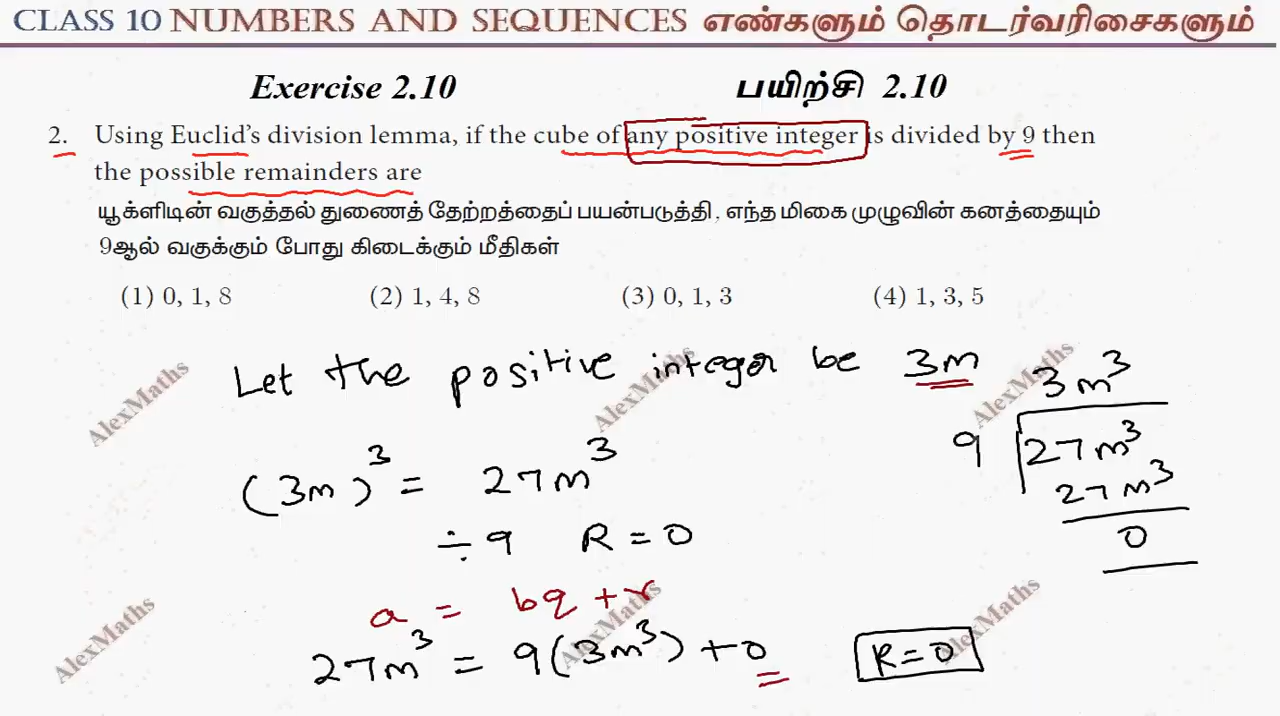 CLASS 10 NUMBERS AND SEQUENCES எண்களும் தொடர்வரிசைகளும்
Exercise 2.10 பயிற்சி 2.10
2. Using Euclid's division lemma, if the cube of any positive integer is divided by 9 then
the possible remainders are
யூக்ளிடின் வகுத்தல் துணைத் தேற்றத்தைப் பயன்படுத்தி, எந்த மிகை முழுவின் கனத்தையும்
9ஆல் வகுக்கும் போது கிடைக்கும் மீதிகள்
(1) 0, 1, 8 (2) 1, 4, 8 (3) 0, 1, 3 (4) 1, 3, 5
Let the positive integer be 3m
3m³
(3m)³ = 27m³
9 27m³
27m³
0
÷ 9 R = 0
a = bq + r
27m³ = 9(3m³) + 0 R = 0
AlexMaths
AlexMaths
AlexMaths
AlexMaths
AlexMaths
AlexMaths